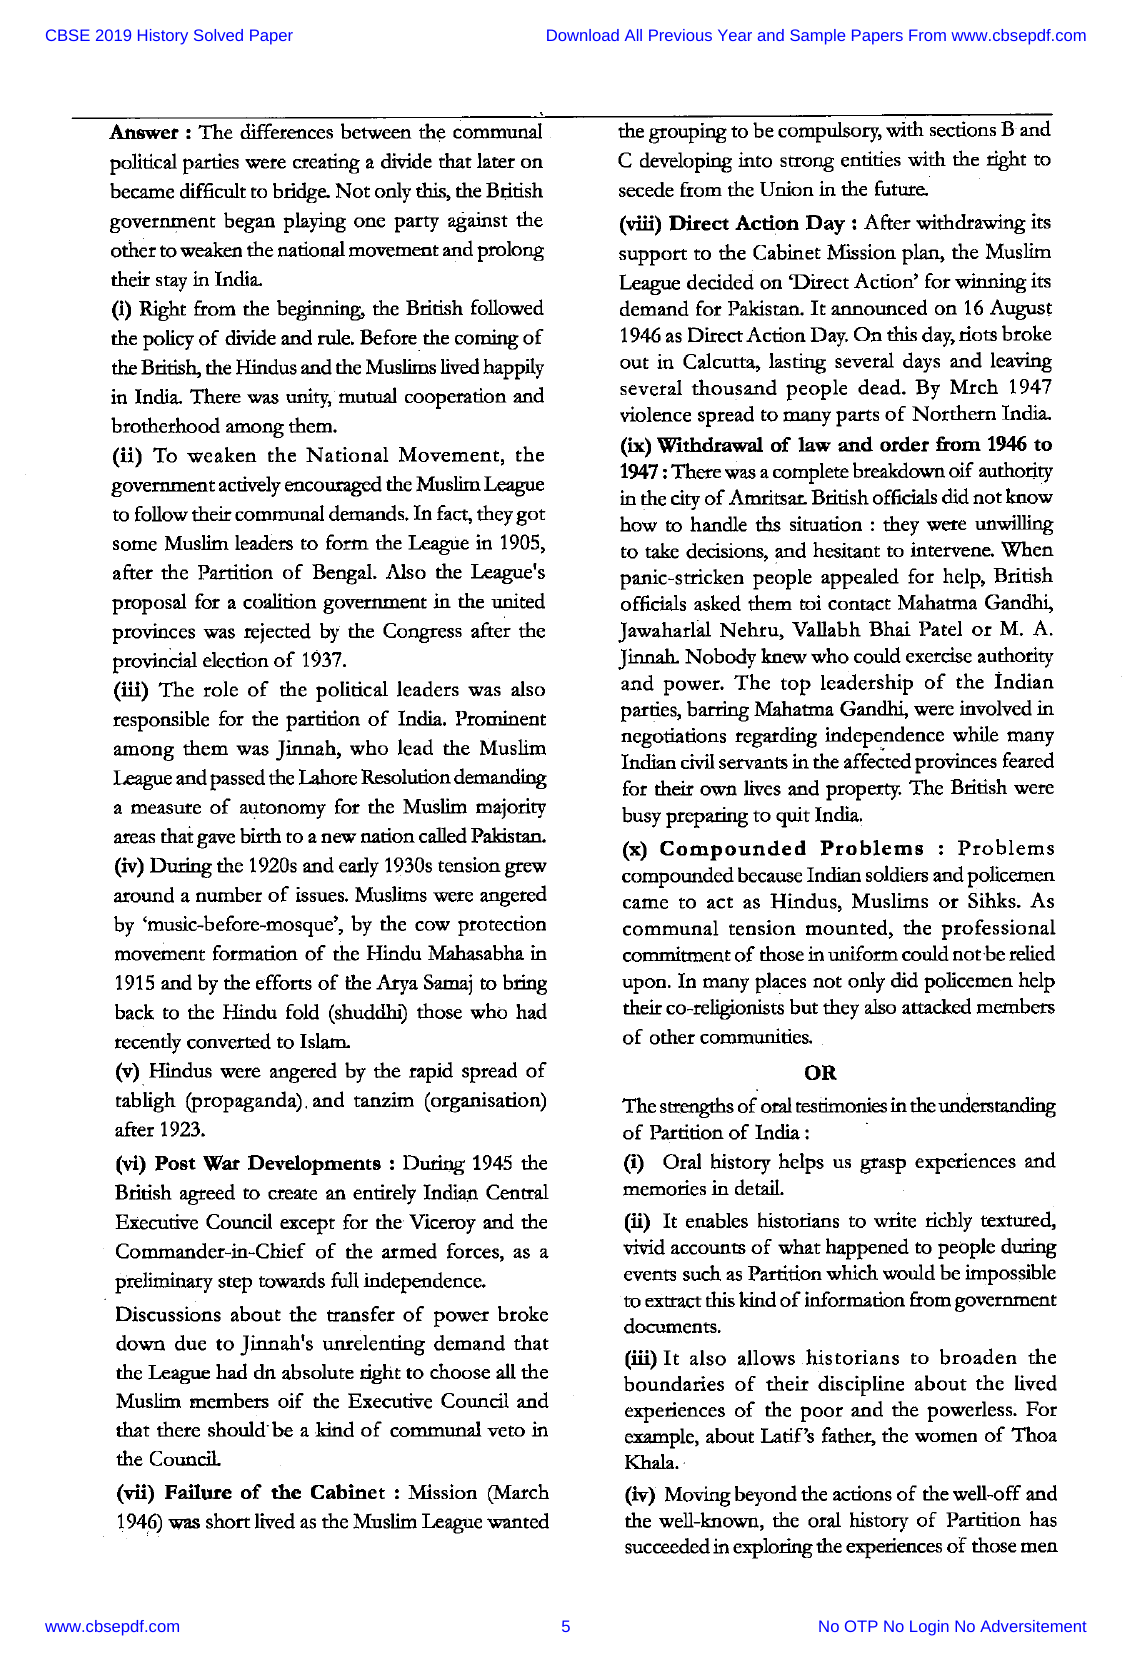 CBSE 2019 History Solved Paper
Download All Previous Year and Sample Papers From www.cbsepdf.com
Answer : The differences between the communal
political parties were creating a divide that later on
became difficult to bridge. Not only this, the British
government began playing one party against the
other to weaken the national movement and prolong
their stay in India.
(i) Right from the beginning, the British followed
the policy of divide and rule. Before the coming of
the British, the Hindus and the Muslims lived happily
in India. There was unity, mutual cooperation and
brotherhood among them.
(ii) To weaken the National Movement, the
government actively encouraged the Muslim League
to follow their communal demands. In fact, they got
some Muslim leaders to form the League in 1905,
after the Partition of Bengal. Also the League's
proposal for a coalition government in the united
provinces was rejected by the Congress after the
provincial election of 1937.
(iii) The role of the political leaders was also
responsible for the partition of India. Prominent
among them was Jinnah, who lead the Muslim
League and passed the Lahore Resolution demanding
a measure of autonomy for the Muslim majority
areas that gave birth to a new nation called Pakistan.
(iv) During the 1920s and early 1930s tension grew
around a number of issues. Muslims were angered
by ‘music-before-mosque’, by the cow protection
movement formation of the Hindu Mahasabha in
1915 and by the efforts of the Arya Samaj to bring
back to the Hindu fold (shuddhi) those who had
recently converted to Islam.
(v) Hindus were angered by the rapid spread of
tabligh (propaganda) and tanzim (organisation)
after 1923.
(vi) Post War Developments : During 1945 the
British agreed to create an entirely Indian Central
Executive Council except for the Viceroy and the
Commander-in-Chief of the armed forces, as a
preliminary step towards full independence.
Discussions about the transfer of power broke
down due to Jinnah's unrelenting demand that
the League had dn absolute right to choose all the
Muslim members oif the Executive Council and
that there should be a kind of communal veto in
the Council.
(vii) Failure of the Cabinet : Mission (March
1946) was short lived as the Muslim League wanted
the grouping to be compulsory, with sections B and
C developing into strong entities with the right to
secede from the Union in the future.
(viii) Direct Action Day : After withdrawing its
support to the Cabinet Mission plan, the Muslim
League decided on ‘Direct Action’ for winning its
demand for Pakistan. It announced on 16 August
1946 as Direct Action Day. On this day, riots broke
out in Calcutta, lasting several days and leaving
several thousand people dead. By Mrch 1947
violence spread to many parts of Northern India.
(ix) Withdrawal of law and order from 1946 to
1947 : There was a complete breakdown oif authority
in the city of Amritsar. British officials did not know
how to handle ths situation : they were unwilling
to take decisions, and hesitant to intervene. When
panic-stricken people appealed for help, British
officials asked them toi contact Mahatma Gandhi,
Jawaharlal Nehru, Vallabh Bhai Patel or M. A.
Jinnah. Nobody knew who could exercise authority
and power. The top leadership of the Indian
parties, barring Mahatma Gandhi, were involved in
negotiations regarding independence while many
Indian civil servants in the affected provinces feared
for their own lives and property. The British were
busy preparing to quit India.
(x) Compounded Problems : Problems
compounded because Indian soldiers and policemen
came to act as Hindus, Muslims or Sihks. As
communal tension mounted, the professional
commitment of those in uniform could not be relied
upon. In many places not only did policemen help
their co-religionists but they also attacked members
of other communities.
OR
The strengths of oral testimonies in the understanding
of Partition of India :
(i) Oral history helps us grasp experiences and
memories in detail.
(ii) It enables historians to write richly textured,
vivid accounts of what happened to people during
events such as Partition which would be impossible
to extract this kind of information from government
documents.
(iii) It also allows historians to broaden the
boundaries of their discipline about the lived
experiences of the poor and the powerless. For
example, about Latif’s father, the women of Thoa
Khala.
(iv) Moving beyond the actions of the well-off and
the well-known, the oral history of Partition has
succeeded in exploring the experiences of those men
www.cbsepdf.com
5
No OTP No Login No Adversitement